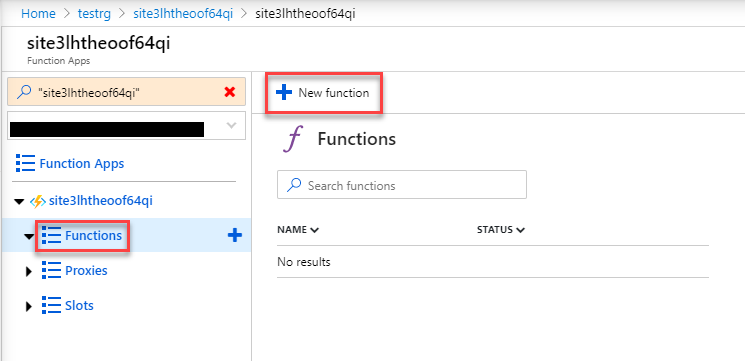 Home > testrg > site3lhtheoof64qi > site3lhtheoof64qi
site3lhtheoof64qi
Function Apps
"site3lhtheoof64qi"
New function
Function Apps
Functions
Search functions
site3lhtheoof64qi
Functions
NAME STATUS
Proxies
No results
Slots